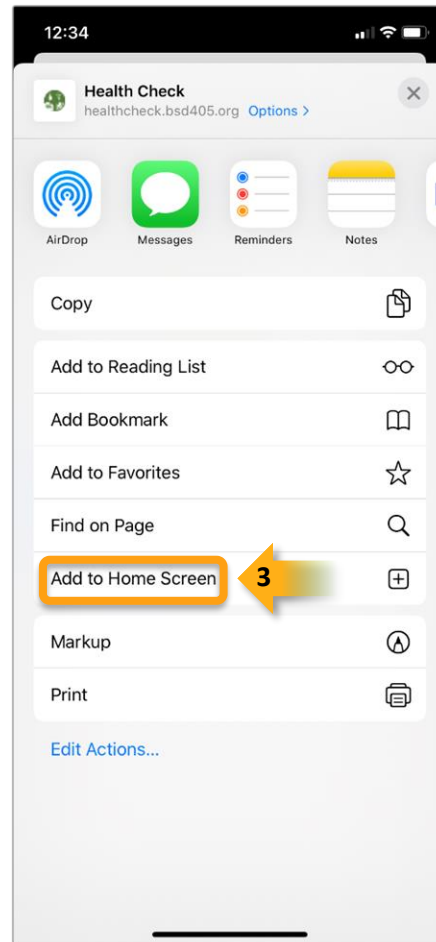 12:34
Health Check
healthcheck.bsd405.org Options >
AirDrop Messages Reminders Notes
Copy
Add to Reading List
Add Bookmark
Add to Favorites
Find on Page
Add to Home Screen 3
Markup
Print
Edit Actions...